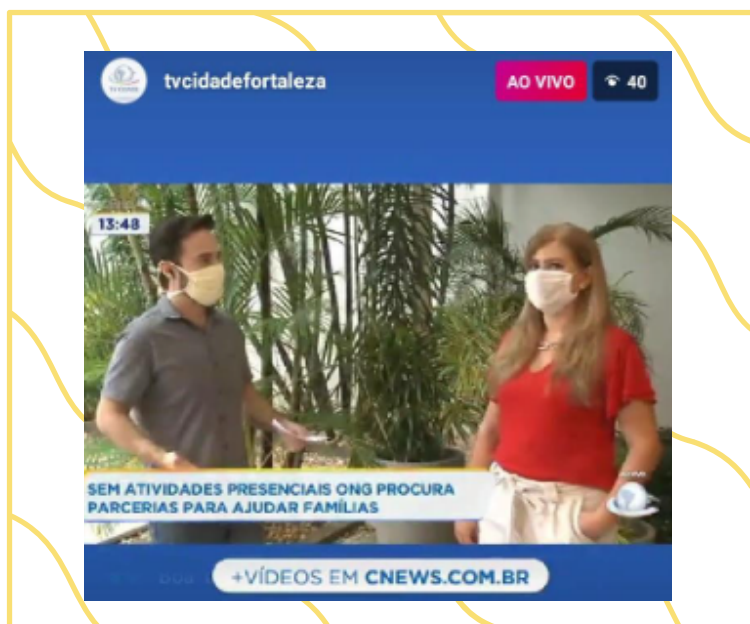 tvcidadefortaleza
AO VIVO
40
13:48
SEM ATIVIDADES PRESENCIAIS ONG PROCURA
PARCERIAS PARA AJUDAR FAMÍLIAS
+VÍDEOS EM CNEWS.COM.BR